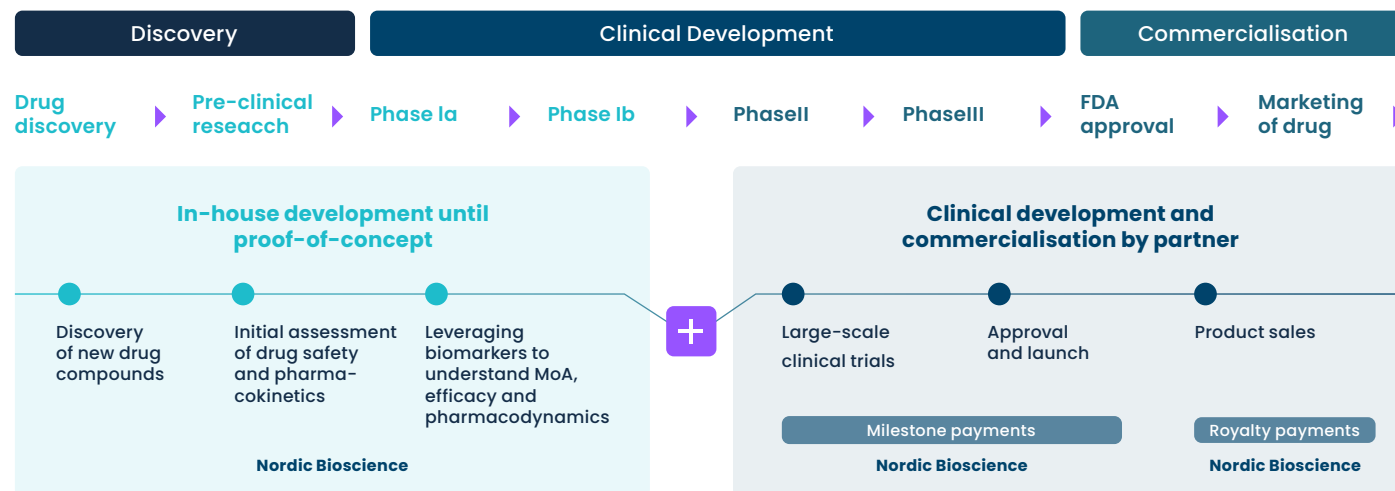 Discovery
Clinical Development
Commercialisation
Drug
discovery
Pre-clinical
reseacch
Phase Ia
Phase Ib
PhaseII
PhaseIII
FDA
approval
Marketing
of drug
In-house development until
proof-of-concept
Discovery
of new drug
compounds
Initial assessment
of drug safety
and pharma-
cokinetics
Leveraging
biomarkers to
understand MoA,
efficacy and
pharmacodynamics
Nordic Bioscience
Clinical development and
commercialisation by partner
Large-scale
clinical trials
Approval
and launch
Product sales
Milestone payments
Royalty payments
Nordic Bioscience
Nordic Bioscience